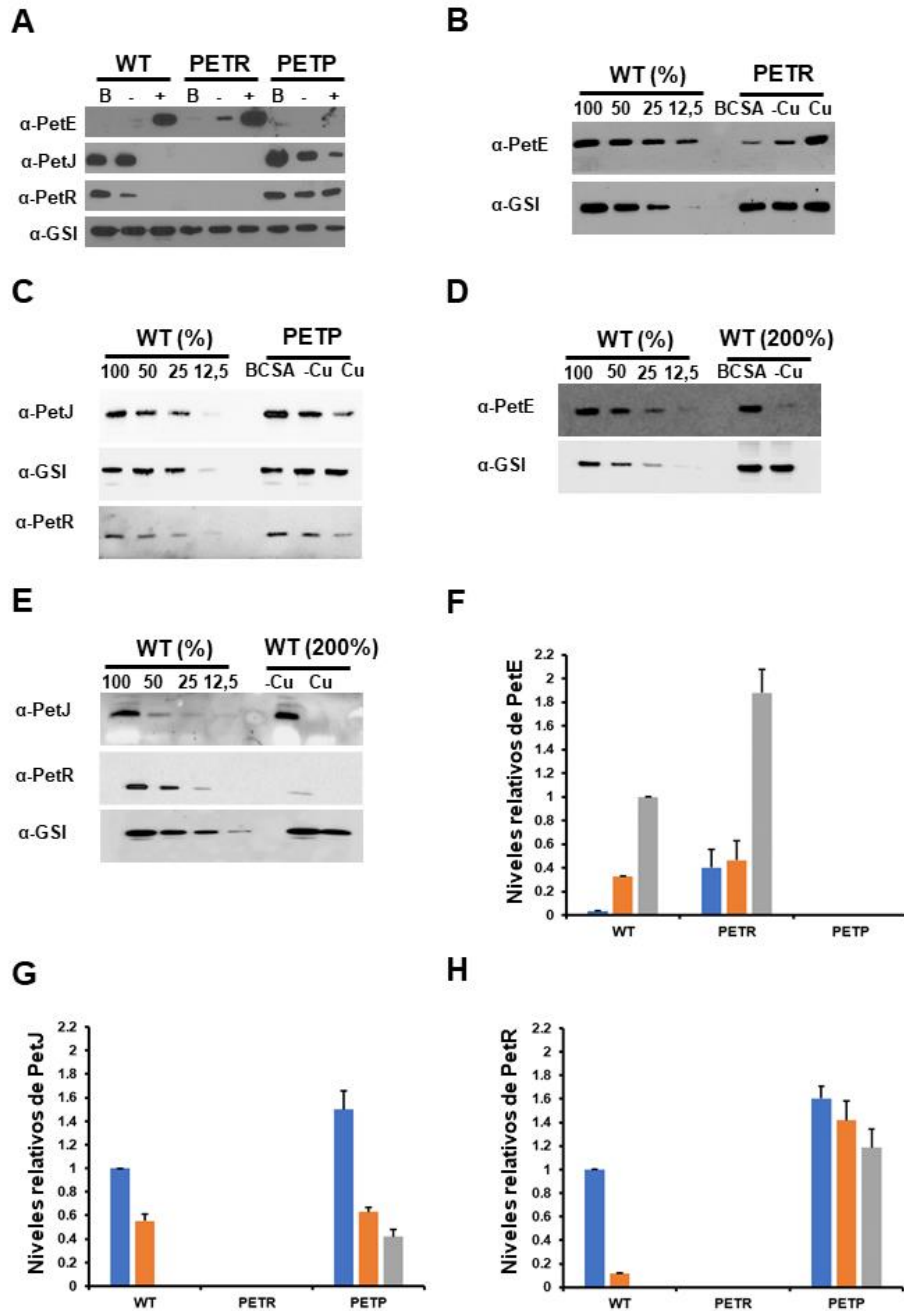 A
WT PETR PETP
B - + B - + B - +
α-PetE
α-PetJ
α-PetR
α-GSI
B
WT (%) PETR
100 50 25 12,5 BCSA -Cu Cu
α-PetE
α-GSI
C
WT (%) PETP
100 50 25 12,5 BCSA -Cu Cu
α-PetJ
α-GSI
α-PetR
D
WT (%) WT (200%)
100 50 25 12,5 BCSA -Cu
α-PetE
α-GSI
E
WT (%) WT (200%)
100 50 25 12,5 -Cu Cu
α-PetJ
α-PetR
α-GSI
F
Niveles relativos de PetE
2.2
2
1.8
1.6
1.4
1.2
1
0.8
0.6
0.4
0.2
0
WT PETR PETP
G
Niveles relativos de PetJ
2.2
2
1.8
1.6
1.4
1.2
1
0.8
0.6
0.4
0.2
0
WT PETR PETP
H
Niveles relativos de PetR
2.2
2
1.8
1.6
1.4
1.2
1
0.8
0.6
0.4
0.2
0
WT PETR PETP